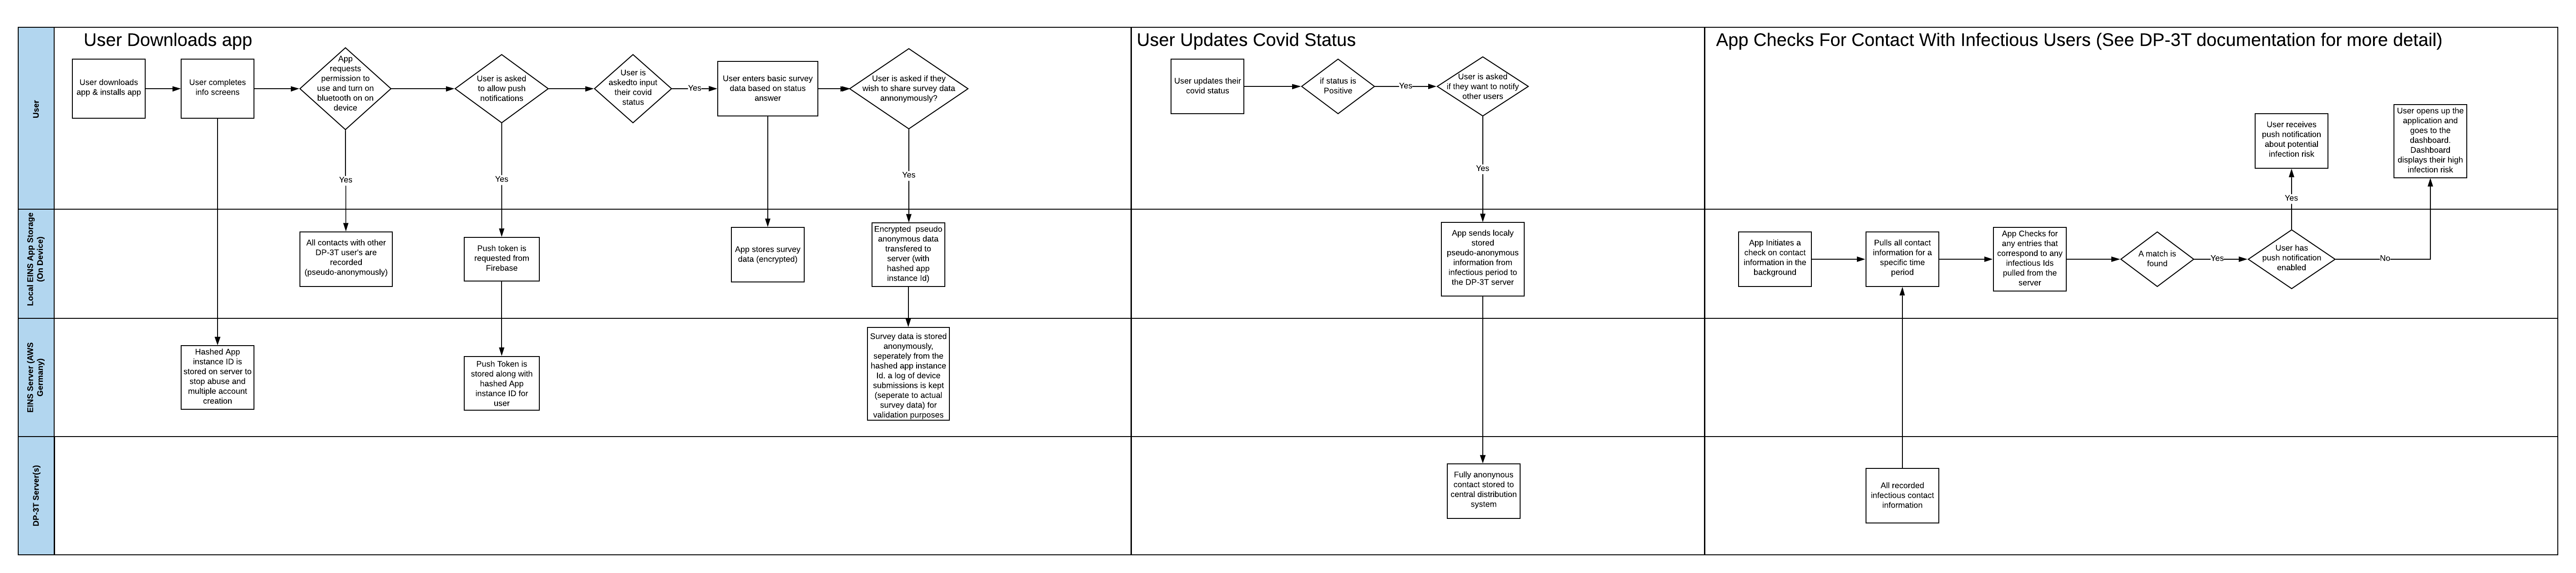 User Downloads app
User Updates Covid Status
App Checks For Contact With Infectious Users (See DP-3T documentation for more detail)
User
User downloads
app & installs app
User completes
info screens
App
requests
permission to
use and turn on
bluetooth on on
device
Yes
User is asked
to allow push
notifications
Yes
User is
askedto input
their covid
status
Yes
User enters basic survey
data based on status
answer
User is asked if they
wish to share survey data
annonymously?
Yes
User updates their
covid status
if status is
Positive
Yes
User is asked
if they want to notify
other users
Yes
User receives
push notification
about potential
infection risk
Yes
User opens up the
application and
goes to the
dashboard.
Dashboard
displays their high
infection risk
Local EINS App Storage
(On Device)
All contacts with other
DP-3T user's are
recorded
(pseudo-anonymously)
Push token is
requested from
Firebase
App stores survey
data (encrypted)
Encrypted pseudo
anonymous data
transfered to
server (with
hashed app
instance Id)
App sends localy
stored
pseudo-anonymous
information from
infectious period to
the DP-3T server
App Initiates a
check on contact
information in the
background
Pulls all contact
information for a
specific time
period
App Checks for
any entries that
correspond to any
infectious Ids
pulled from the
server
A match is
found
Yes
User has
push notification
enabled
No
EINS Server (AWS
Germany)
Hashed App
instance ID is
stored on server to
stop abuse and
multiple account
creation
Push Token is
stored along with
hashed App
instance ID for
user
Survey data is stored
anonymously,
seperately from the
hashed app instance
Id. a log of device
submissions is kept
(seperate to actual
survey data) for
validation purposes
DP-3T Server(s)
Fully anonymous
contact stored to
central distribution
system
All recorded
infectious contact
information